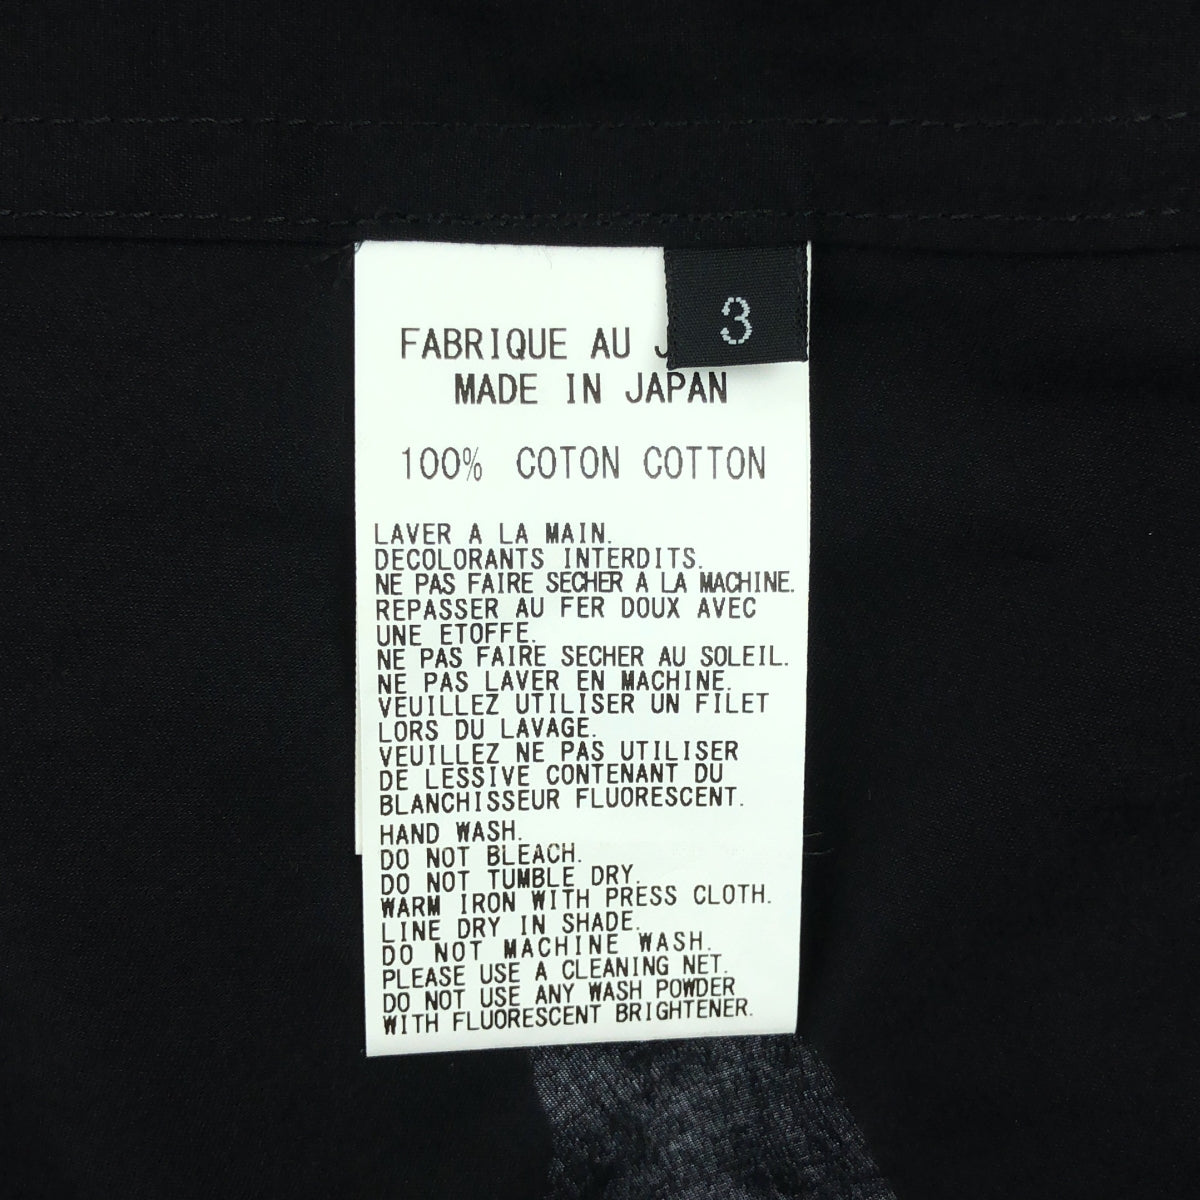 3
FABRIQUE AU
MADE IN JAPAN
100% COTON COTTON
LAVER A LA MAIN.
DECOLORANTS INTERDITS.
NE PAS FAIRE SECHER A LA MACHINE.
REPASSER AU FER DOUX AVEC
UNE ETOFFE.
NE PAS FAIRE SECHER AU SOLEIL.
NE PAS LAVER EN MACHINE.
VEUILLEZ UTILISER UN FILET
LORS DU LAVAGE.
VEUILLEZ NE PAS UTILISER
DE LESSIVE CONTENANT DU
BLANCHISSEUR FLUORESCENT.
HAND WASH.
DO NOT BLEACH.
DO NOT TUMBLE DRY.
WARM IRON WITH PRESS CLOTH.
LINE DRY IN SHADE.
DO NOT MACHINE WASH.
PLEASE USE A CLEANING NET.
DO NOT USE ANY WASH POWDER
WITH FLUORESCENT BRIGHTENER.